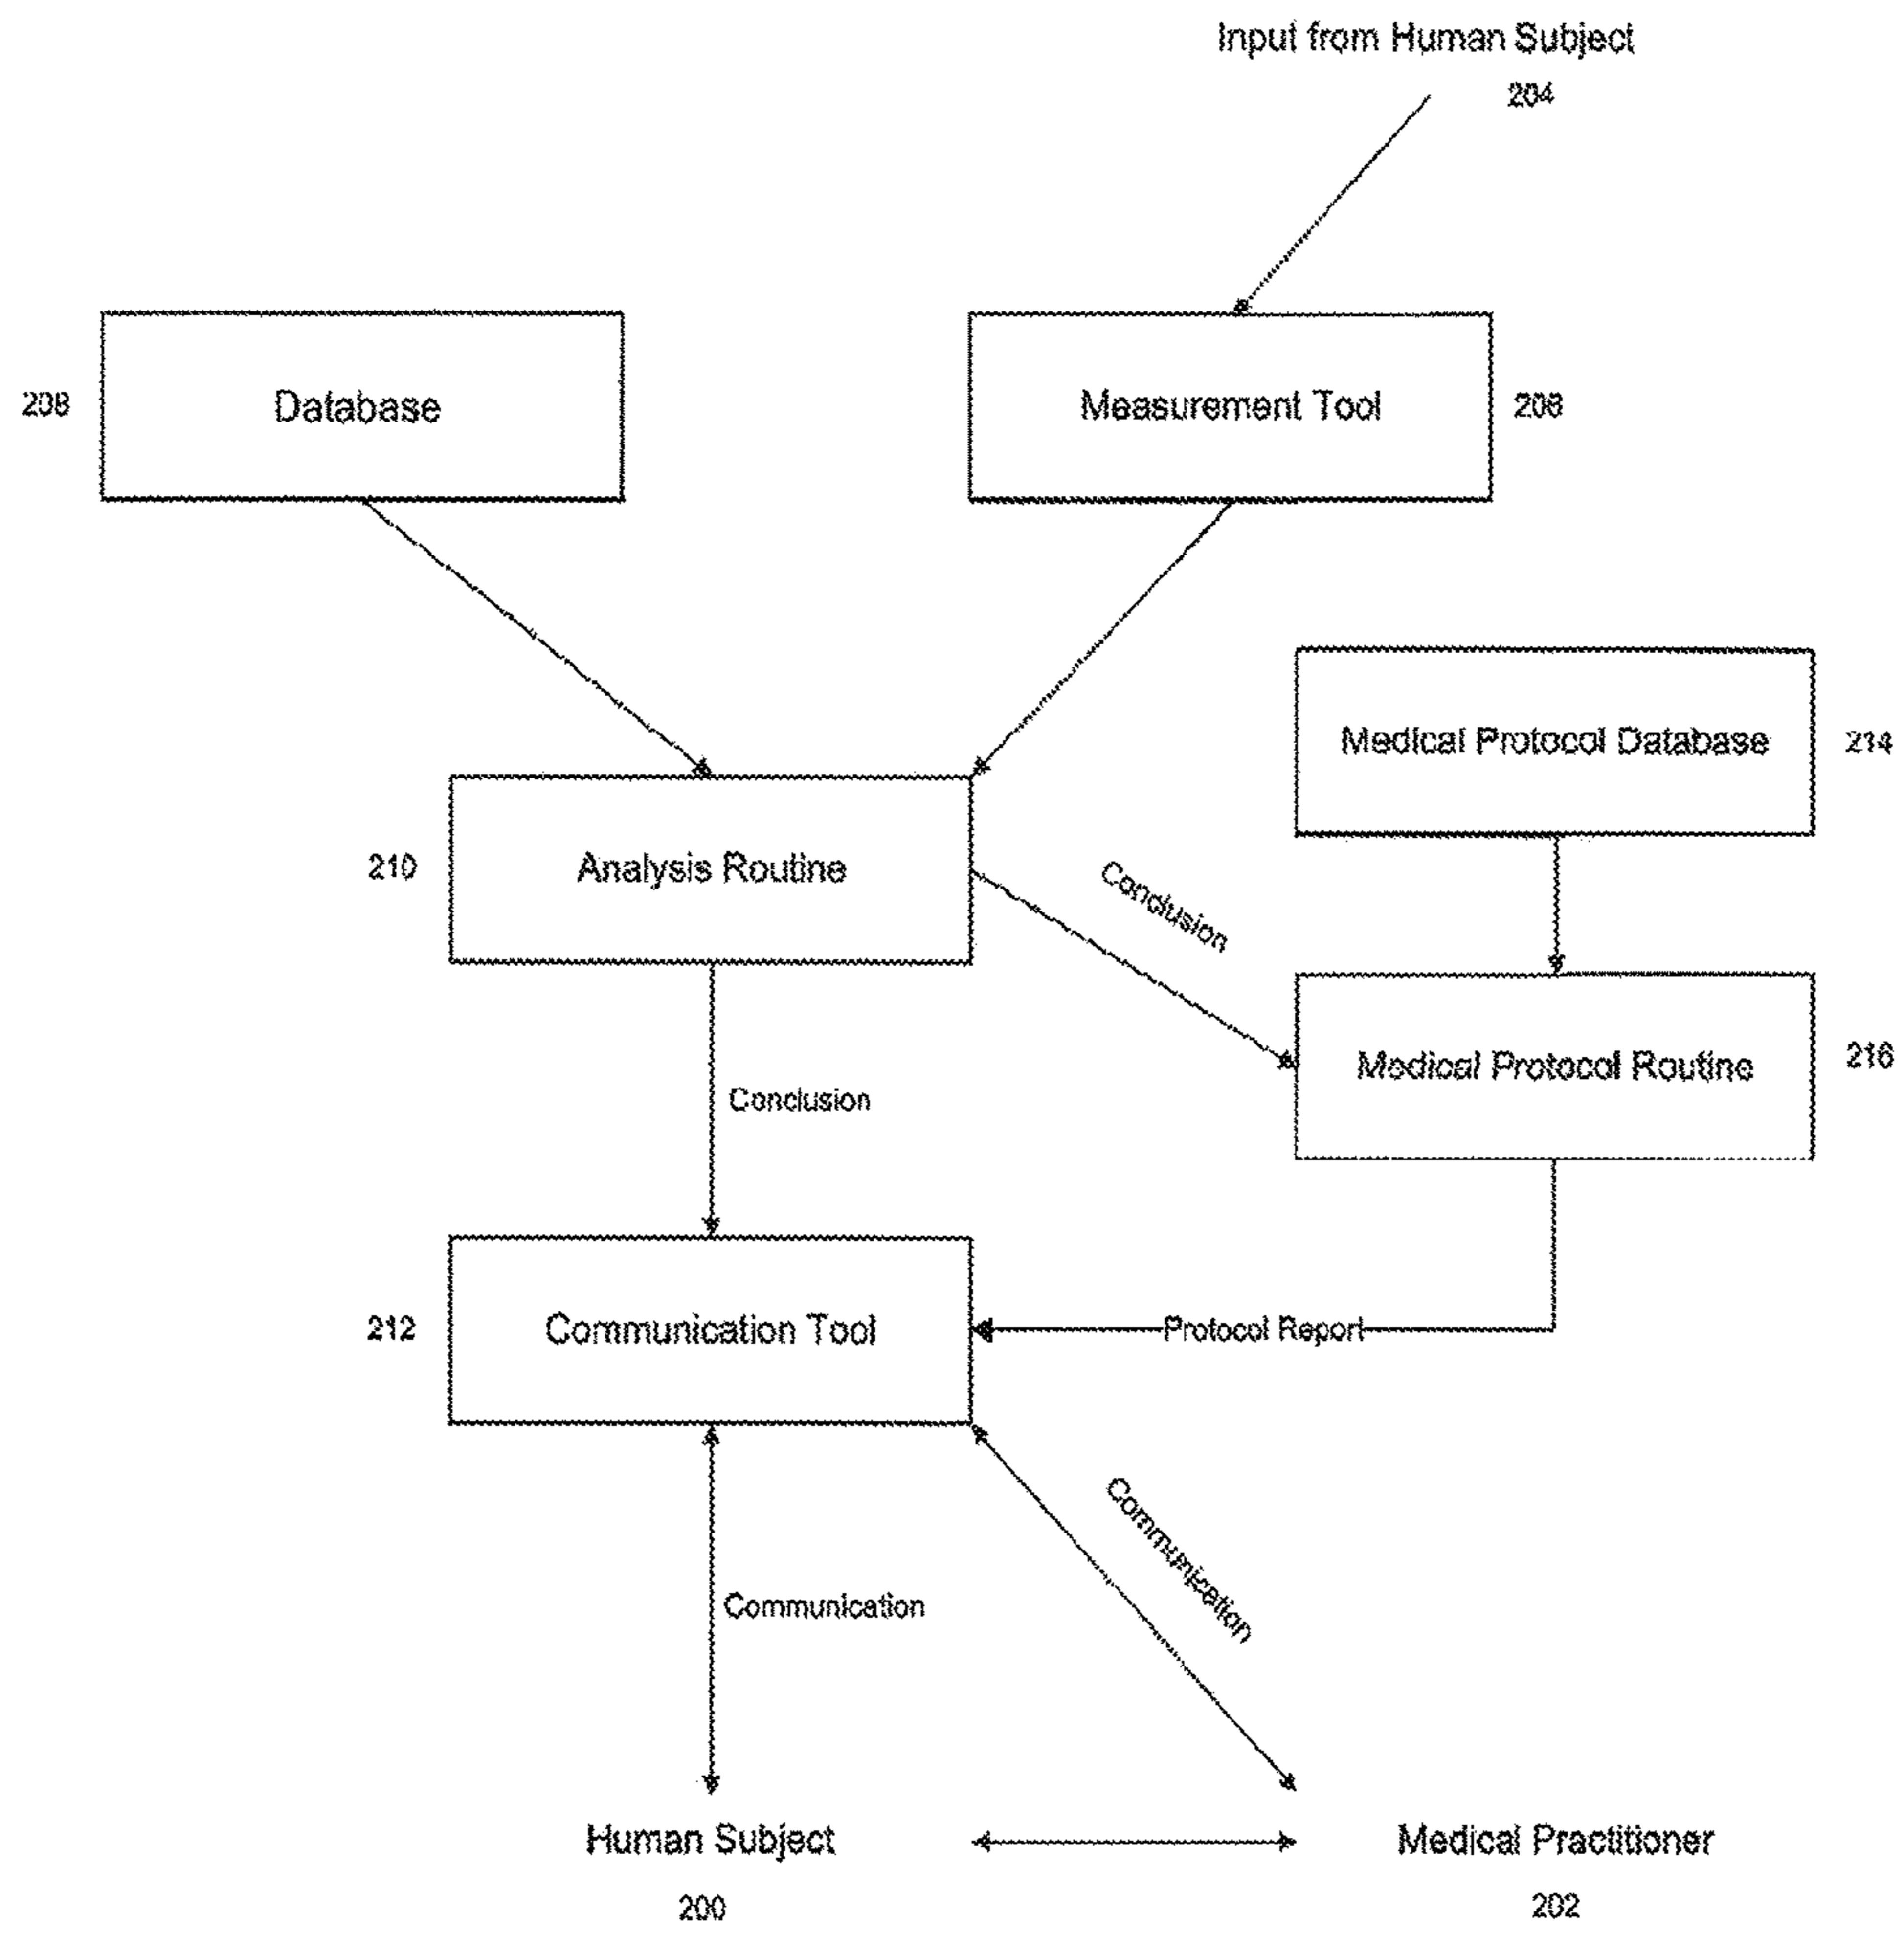 Input from Human Subject
204
208
Database
Measurement Tool
Medical Protocol Database
214
210
Analysis Routine
Conclusion
Medical Protocol Routine
216
Conclusion
212
Communication Tool
Protocol Report
Communication
Communication
Human Subject
Medical Practitioner
200
202